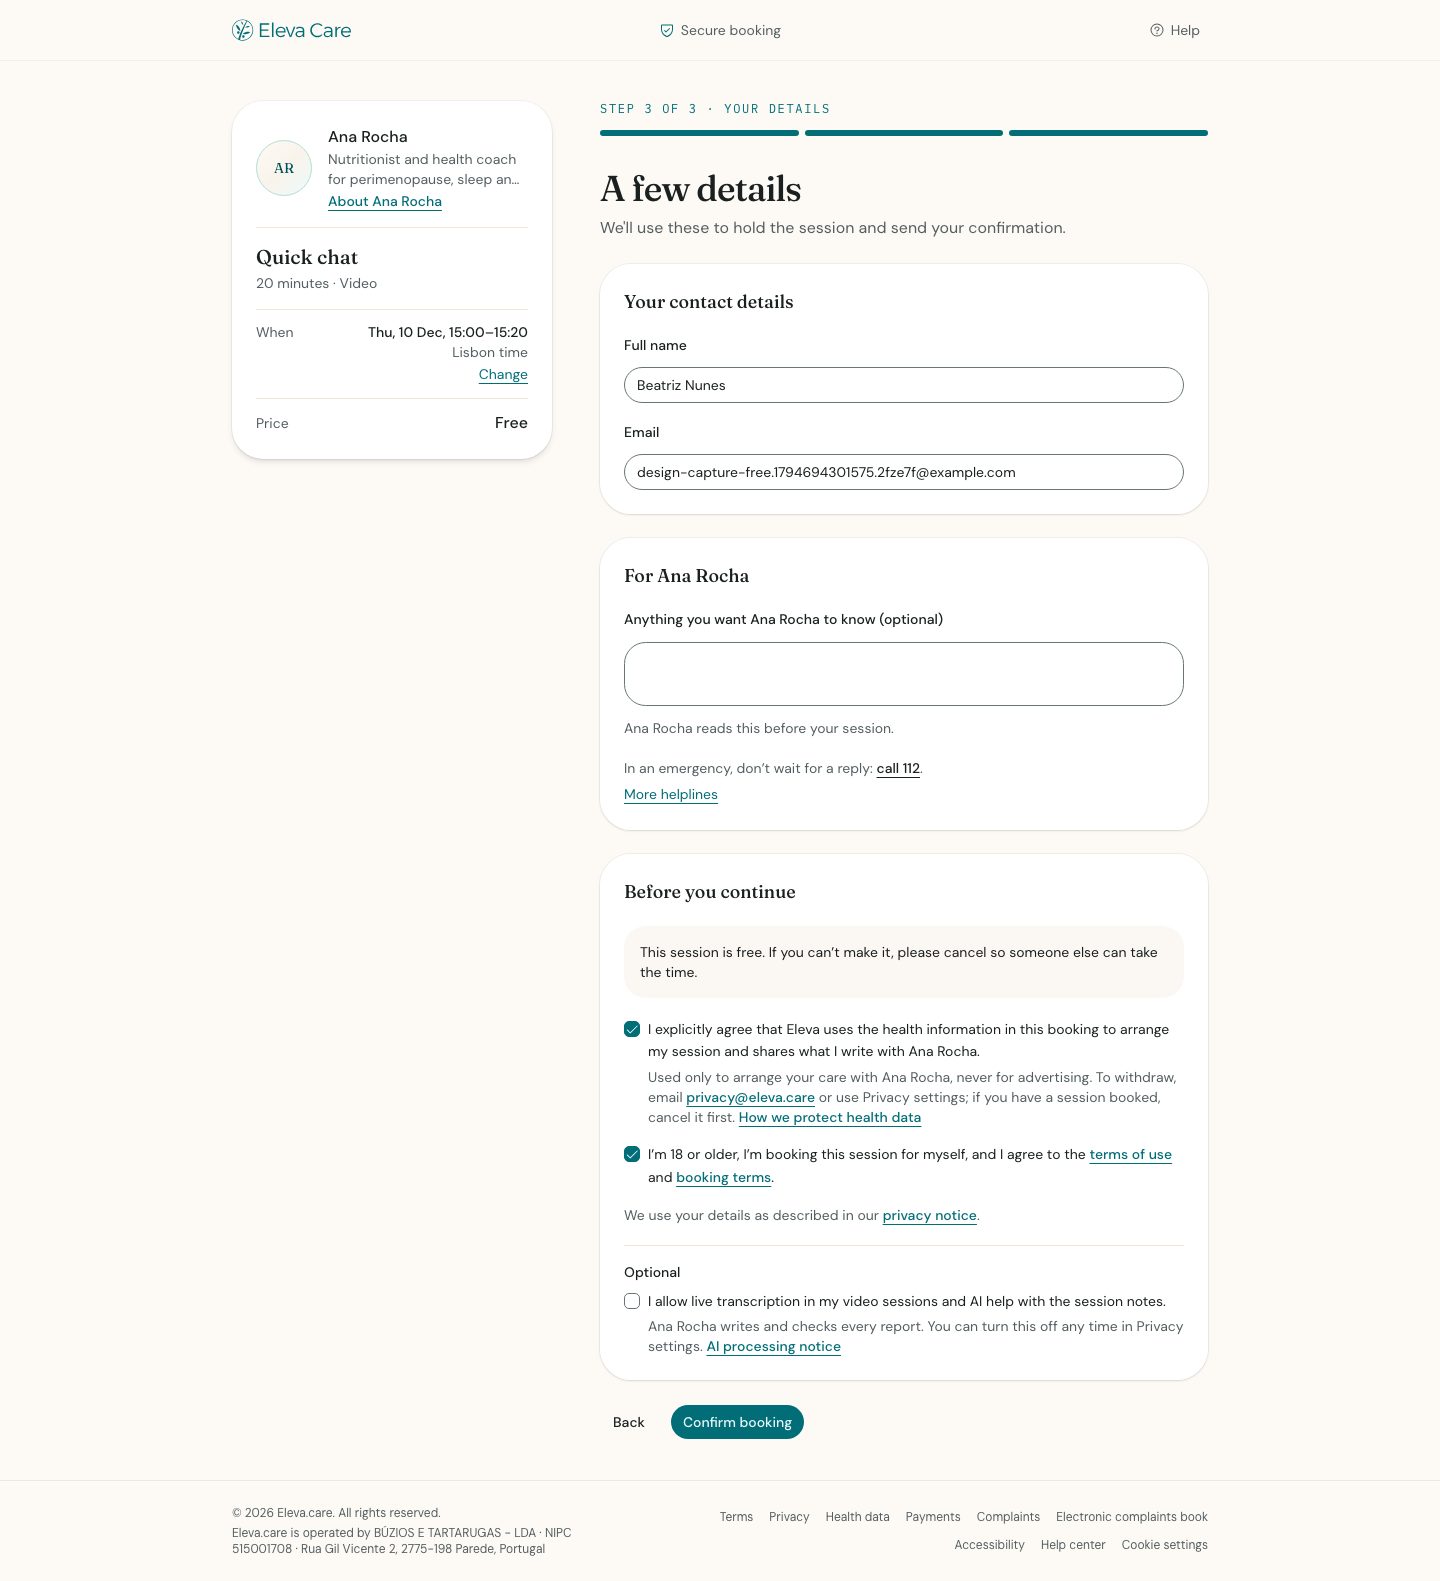 Eleva Care
Secure booking
Help
AR
Ana Rocha
Nutritionist and health coach
for perimenopause, sleep an…
About Ana Rocha
Quick chat
20 minutes · Video
When
Thu, 10 Dec, 15:00–15:20
Lisbon time
Change
Price
Free
STEP 3 OF 3 · YOUR DETAILS
A few details
We'll use these to hold the session and send your confirmation.
Your contact details
Full name
Beatriz Nunes
Email
design-capture-free.1794694301575.2fze7f@example.com
For Ana Rocha
Anything you want Ana Rocha to know (optional)
Ana Rocha reads this before your session.
In an emergency, don’t wait for a reply: call 112.
More helplines
Before you continue
This session is free. If you can’t make it, please cancel so someone else can take
the time.
I explicitly agree that Eleva uses the health information in this booking to arrange
my session and shares what I write with Ana Rocha.
Used only to arrange your care with Ana Rocha, never for advertising. To withdraw,
email privacy@eleva.care or use Privacy settings; if you have a session booked,
cancel it first. How we protect health data
I’m 18 or older, I’m booking this session for myself, and I agree to the terms of use
and booking terms.
We use your details as described in our privacy notice.
Optional
I allow live transcription in my video sessions and AI help with the session notes.
Ana Rocha writes and checks every report. You can turn this off any time in Privacy
settings. AI processing notice
Back
Confirm booking
© 2026 Eleva.care. All rights reserved.
Eleva.care is operated by BÚZIOS E TARTARUGAS - LDA · NIPC
515001708 · Rua Gil Vicente 2, 2775-198 Parede, Portugal
Terms Privacy Health data Payments Complaints Electronic complaints book
Accessibility Help center Cookie settings